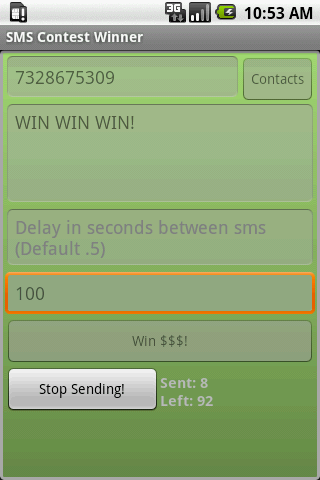 3G 10:53 AM
SMS Contest Winner
7328675309 Contacts
WIN WIN WIN!
Delay in seconds between sms
(Default .5)
100
Win $$$!
Stop Sending! Sent: 8
Left: 92